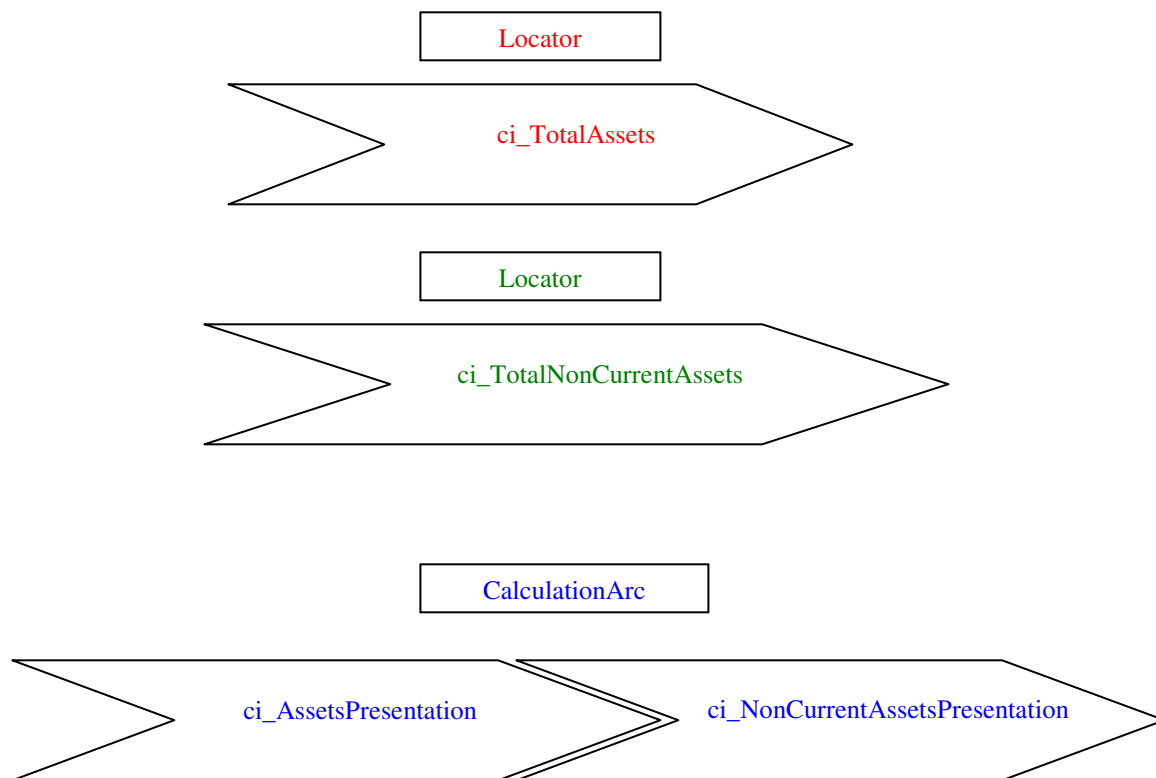 Locator
ci_TotalAssets
Locator
ci_TotalNonCurrentAssets
CalculationArc
ci_AssetsPresentation
ci_NonCurrentAssetsPresentation